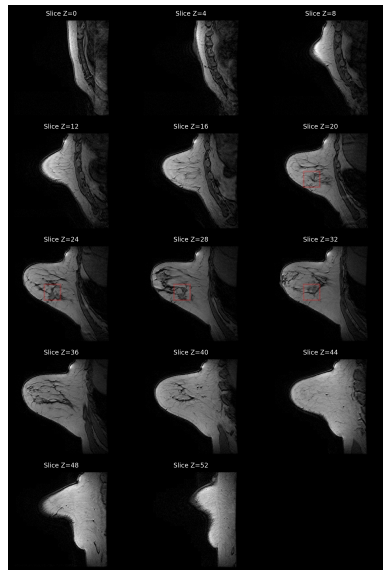 Slice Z=0 Slice Z=4 Slice Z=8
Slice Z=12 Slice Z=16 Slice Z=20
Slice Z=24 Slice Z=28 Slice Z=32
Slice Z=36 Slice Z=40 Slice Z=44
Slice Z=48 Slice Z=52